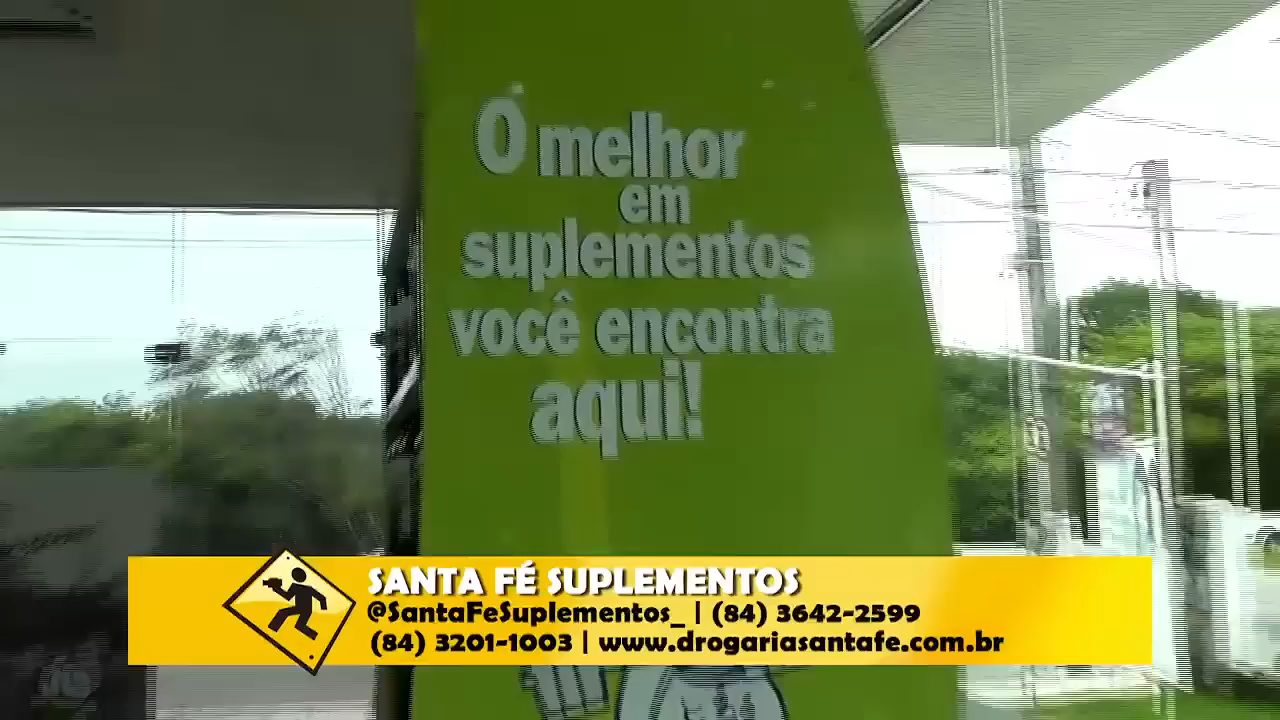 O melhor
em
suplementos
você encontra
aqui!
SANTA FÉ SUPLEMENTOS
@SantaFeSuplementos_ | (84) 3642-2599
(84) 3201-1003 | www.drogariasantafe.com.br